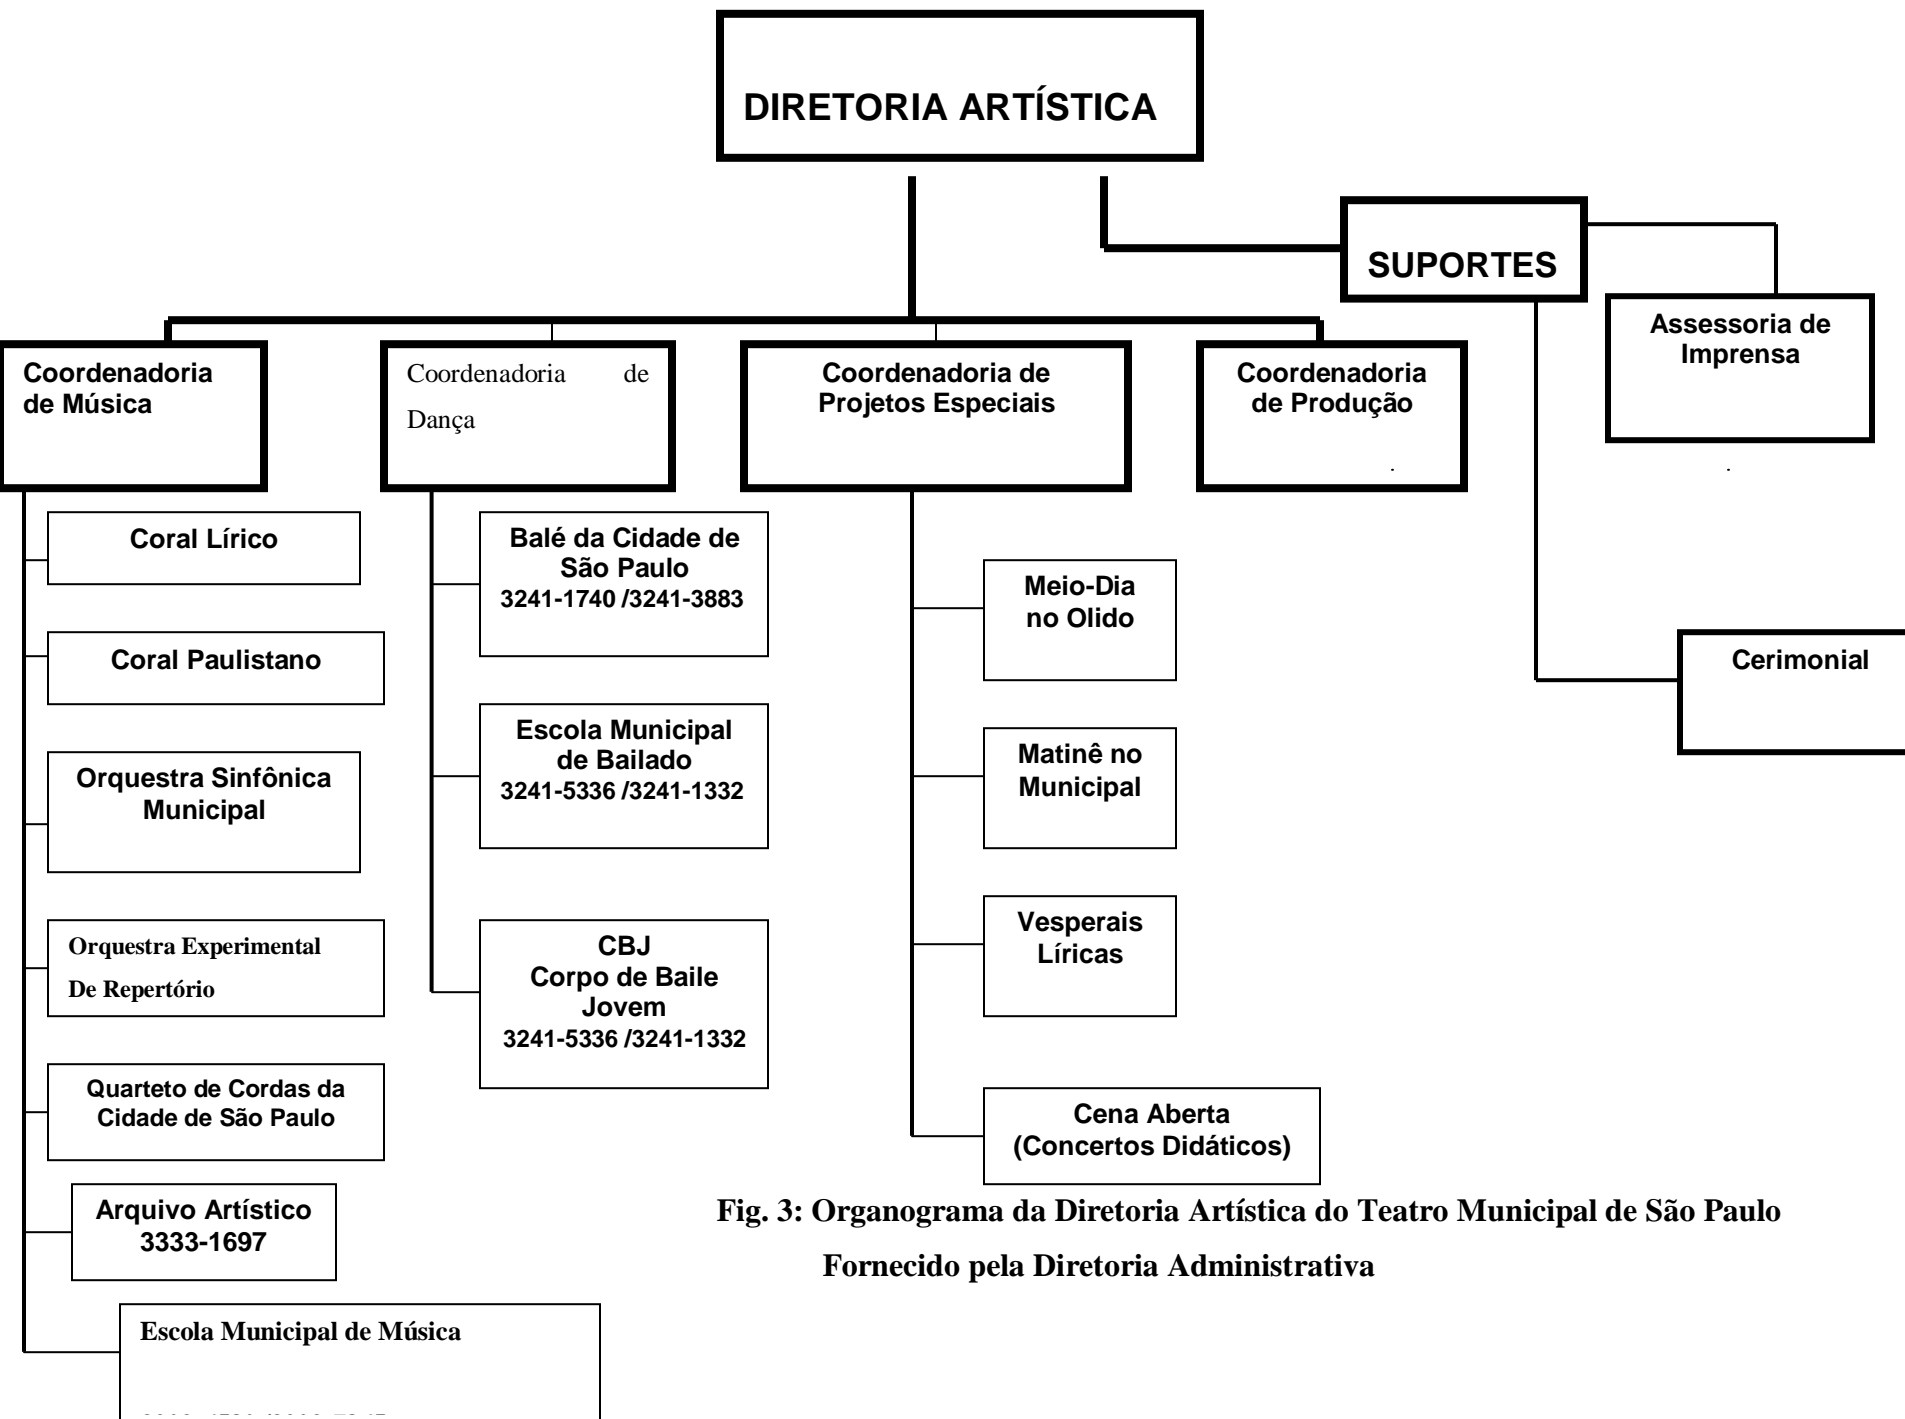 DIRETORIA ARTÍSTICA
SUPORTES
Assessoria de
Imprensa
Cerimonial
Coordenadoria
de Música
Coordenadoria de
Dança
Coordenadoria de
Projetos Especiais
Coordenadoria
de Produção
Coral Lírico
Coral Paulistano
Orquestra Sinfônica
Municipal
Orquestra Experimental
De Repertório
Quarteto de Cordas da
Cidade de São Paulo
Arquivo Artístico
3333-1697
Escola Municipal de Música
Balé da Cidade de
São Paulo
3241-1740 /3241-3883
Escola Municipal
de Bailado
3241-5336 /3241-1332
CBJ
Corpo de Baile
Jovem
3241-5336 /3241-1332
Meio-Dia
no Olido
Matinê no
Municipal
Vesperais
Líricas
Cena Aberta
(Concertos Didáticos)
Fig. 3: Organograma da Diretoria Artística do Teatro Municipal de São Paulo
Fornecido pela Diretoria Administrativa